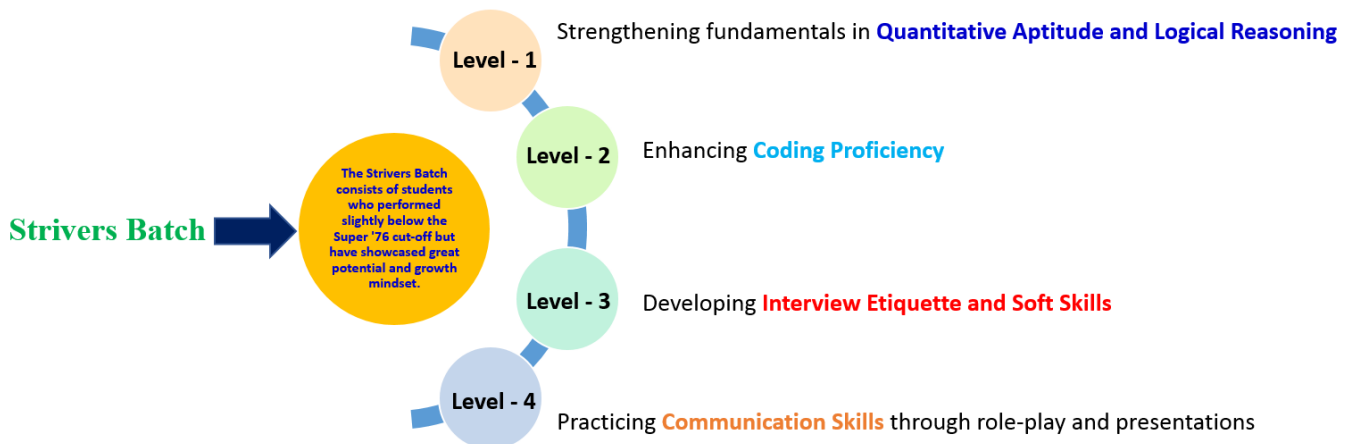 Level - 1
Strengthening fundamentals in Quantitative Aptitude and Logical Reasoning
Level - 2
Enhancing Coding Proficiency
Strivers Batch
The Strivers Batch
consists of students
who performed
slightly below the
Super '76 cut-off but
have showcased great
potential and growth
mindset.
Level - 3
Developing Interview Etiquette and Soft Skills
Level - 4
Practicing Communication Skills through role-play and presentations